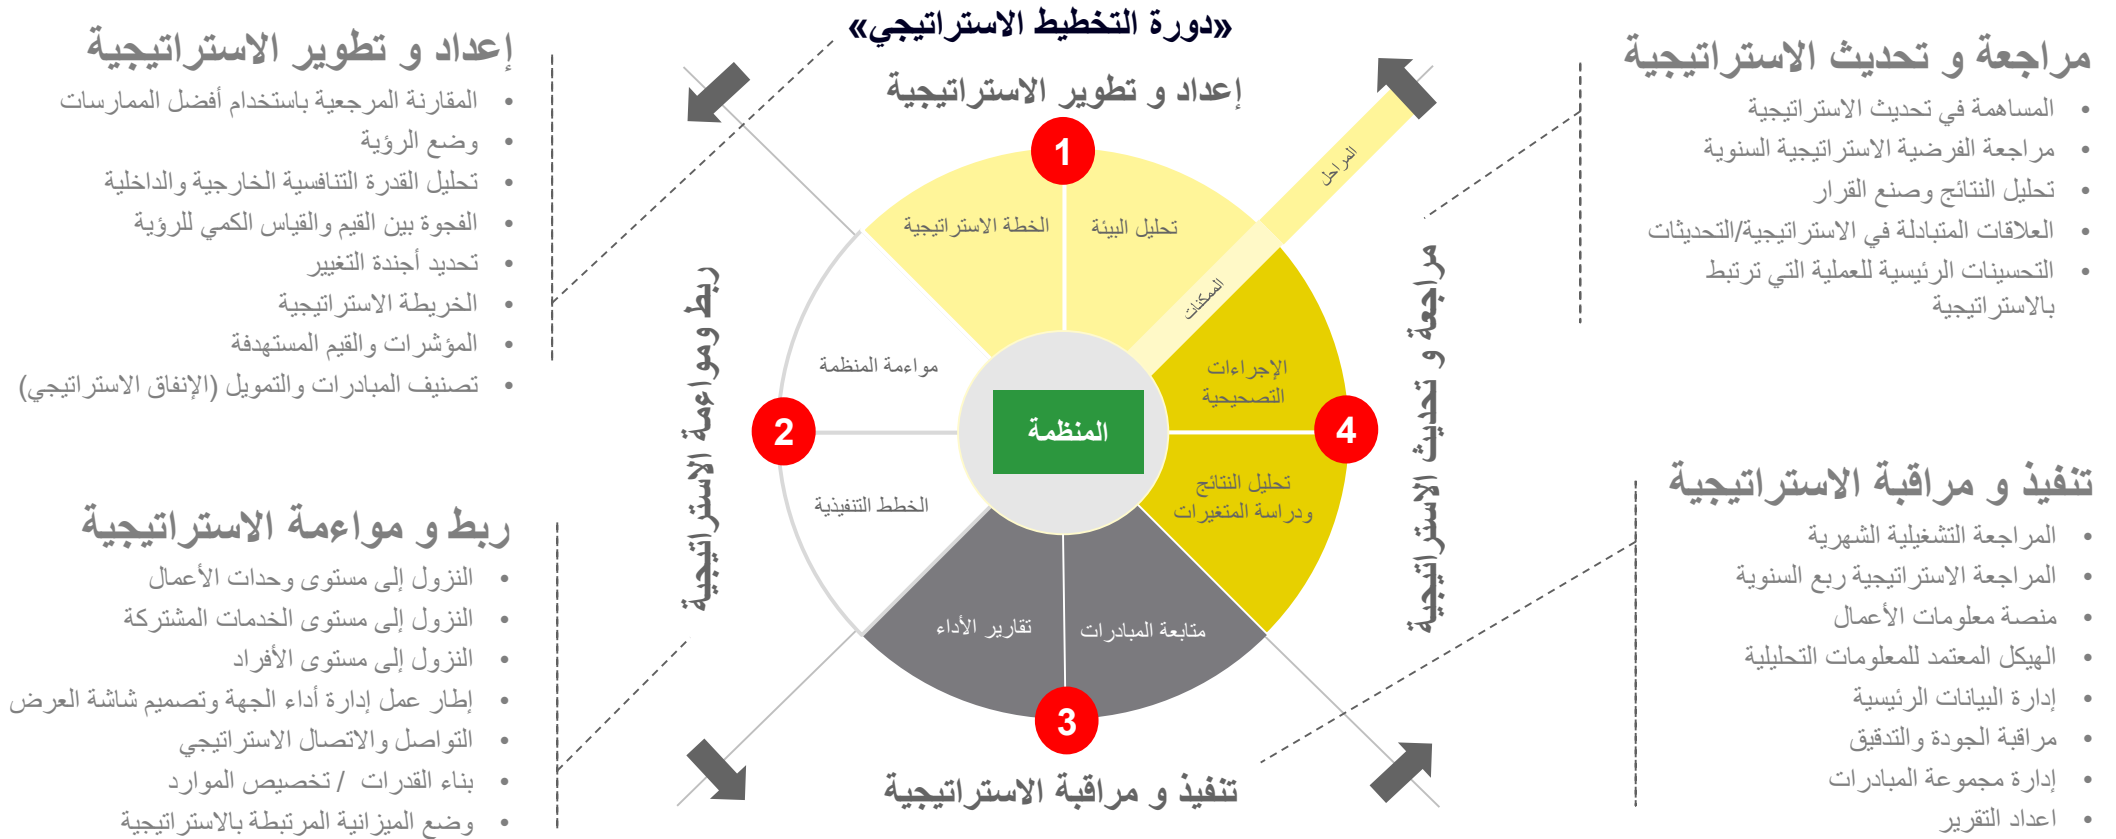 «دورة التخطيط الاستراتيجي»
مراجعة و تحديث الاستراتيجية
• المساهمة في تحديث الاستراتيجية
• مراجعة الفرضية الاستراتيجية السنوية
• تحليل النتائج وصنع القرار
• العلاقات المتبادلة في الاستراتيجية/التحديثات
• التحسينات الرئيسية للعملية التي ترتبط
بالاستراتيجية
تنفيذ و مراقبة الاستراتيجية
• المراجعة التشغيلية الشهرية
• المراجعة الاستراتيجية ربع السنوية
• منصة معلومات الأعمال
• الهيكل المعتمد للمعلومات التحليلية
• إدارة البيانات الرئيسية
• مراقبة الجودة والتدقيق
• إدارة مجموعة المبادرات
• اعداد التقرير
إعداد و تطوير الاستراتيجية
1
تحليل البيئة
الخطة الاستراتيجية
المراحل
الممكنات
مراجعة و تحديث الاستراتيجية
4
الإجراءات
التصحيحية
تحليل النتائج
ودراسة المتغيرات
المنظمة
مواءمة المنظمة
2
الخطط التنفيذية
ربط ومواءمة الاستراتيجية
متابعة المبادرات
تقارير الأداء
3
تنفيذ و مراقبة الاستراتيجية
إعداد و تطوير الاستراتيجية
• المقارنة المرجعية باستخدام أفضل الممارسات
• وضع الرؤية
• تحليل القدرة التنافسية الخارجية والداخلية
• الفجوة بين القيم والقياس الكمي للرؤية
• تحديد أجندة التغيير
• الخريطة الاستراتيجية
• المؤشرات والقيم المستهدفة
• تصنيف المبادرات والتمويل (الإنفاق الاستراتيجي)
ربط و مواءمة الاستراتيجية
• النزول إلى مستوى وحدات الأعمال
• النزول إلى مستوى الخدمات المشتركة
• النزول إلى مستوى الأفراد
• إطار عمل إدارة أداء الجهة وتصميم شاشة العرض
• التواصل والاتصال الاستراتيجي
• بناء القدرات / تخصيص الموارد
• وضع الميزانية المرتبطة بالاستراتيجية